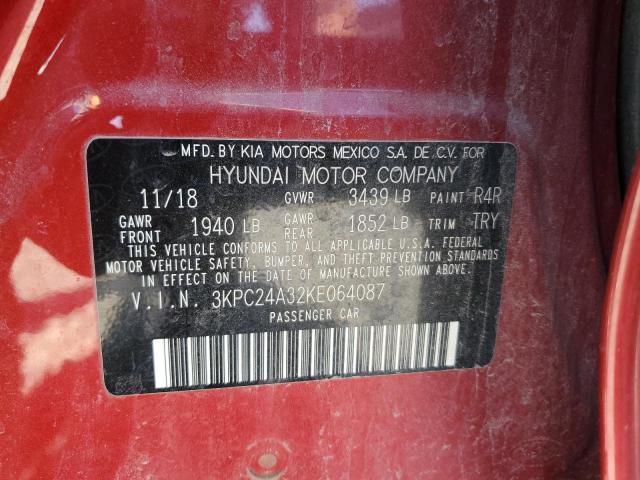 MFD. BY KIA MOTORS MEXICO S.A. DE C.V. FOR
HYUNDAI MOTOR COMPANY
11/18 GVWR 3439 LB PAINT R4R
GAWR FRONT 1940 LB GAWR REAR 1852 LB TRIM TRY
THIS VEHICLE CONFORMS TO ALL APPLICABLE U.S.A. FEDERAL
MOTOR VEHICLE SAFETY, BUMPER, AND THEFT PREVENTION
STANDARDS IN EFFECT ON THE DATE OF MANUFACTURE SHOWN ABOVE.
V.I.N. 3KPC24A32KE064087
PASSENGER CAR